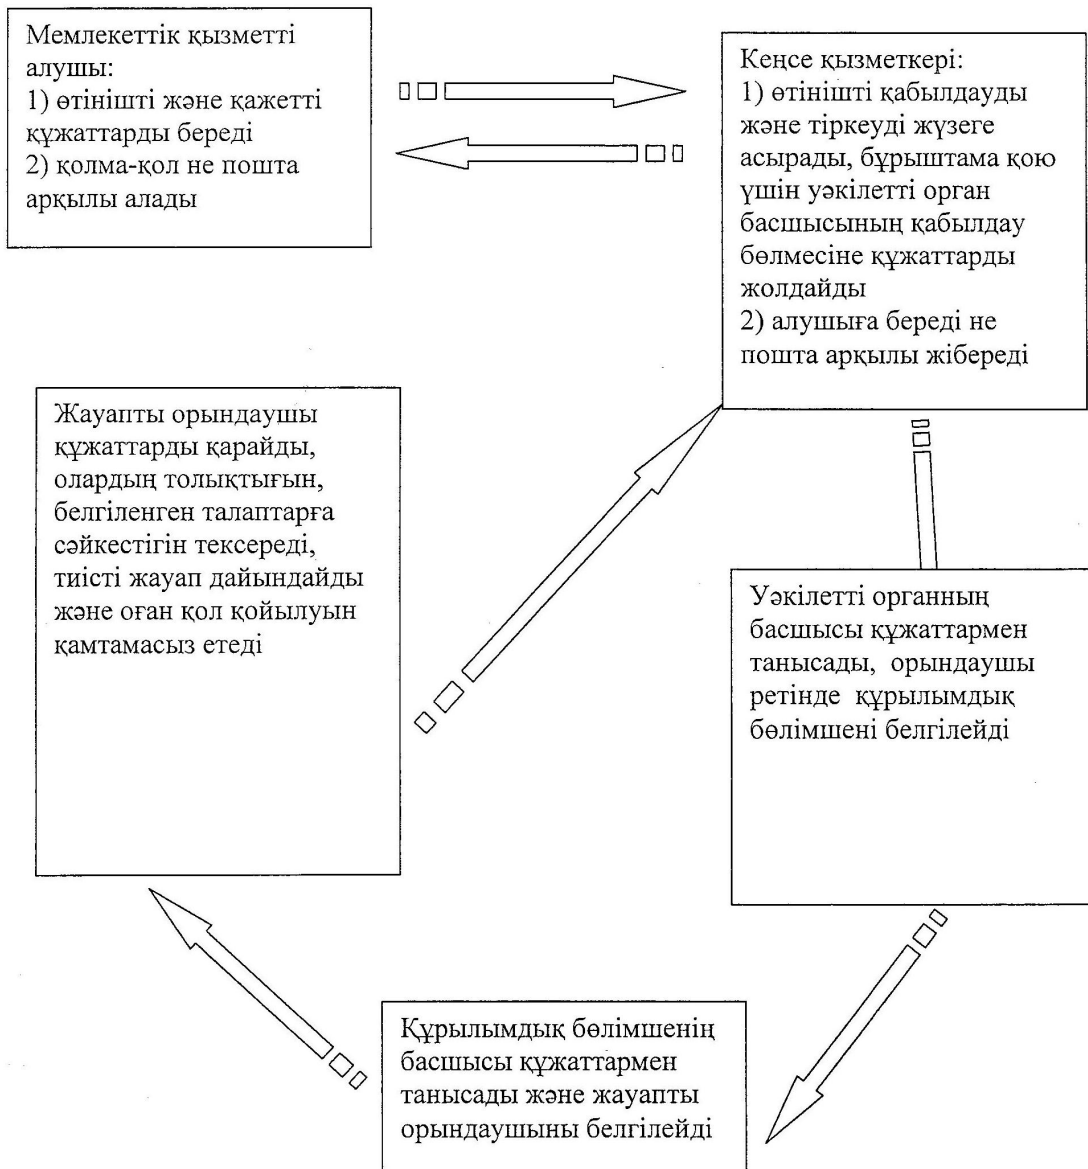 Мемлекеттік қызметті
алушы:
1) өтінішті және қажетті
құжаттарды береді
2) қолма-қол не пошта
арқылы алады
Кеңсе қызметкері:
1) өтінішті қабылдауды
және тіркеуді жүзеге
асырады, бұрыштама қою
үшін уәкілетті орган
басшысының қабылдау
бөлмесіне құжаттарды
жолдайды
2) алушыға береді не
пошта арқылы жібереді
Жауапты орындаушы
құжаттарды қарайды,
олардың толықтығын,
белгіленген талаптарға
сәйкестігін тексереді,
тиісті жауап дайындайды
және оған қол қойылуын
қамтамасыз етеді
Уәкілетті органның
басшысы құжаттармен
танысады, орындаушы
ретінде құрылымдық
бөлімшені белгілейді
Құрылымдық бөлімшенің
басшысы құжаттармен
танысады және жауапты
орындаушыны белгілейді